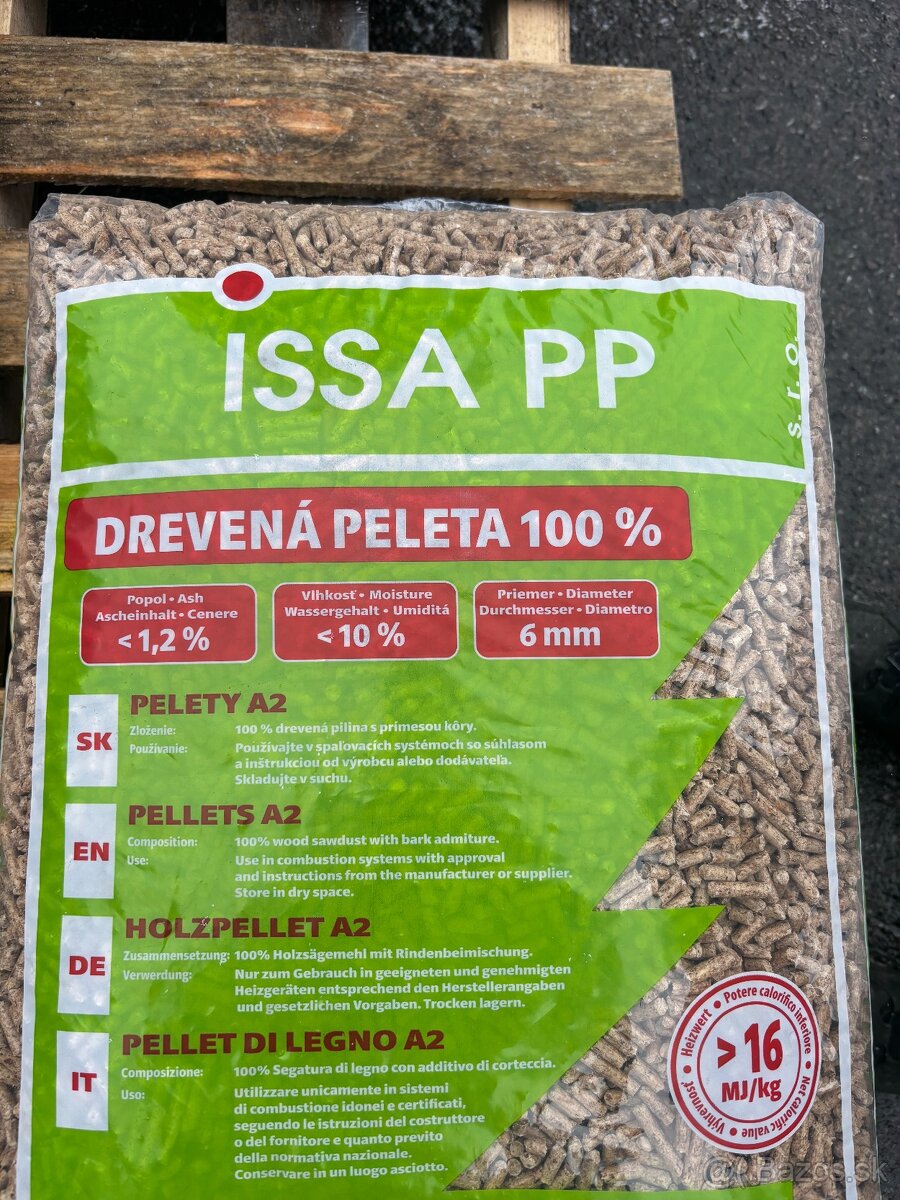 ISSA PP
s. r. o.
DREVENÁ PELETA 100 %
Popol • Ash
Ascheinhalt • Cenere
< 1,2 %
Vlhkosť • Moisture
Wassergehalt • Umiditá
< 10 %
Priemer • Diameter
Durchmesser • Diametro
6 mm
SK
PELETY A2
Zloženie: 100 % drevená pilina s prímesou kôry.
Používanie: Používajte v spaľovacích systémoch so súhlasom
a inštrukciou od výrobcu alebo dodávateľa.
Skladujte v suchu.
EN
PELLETS A2
Composition: 100% wood sawdust with bark admiture.
Use: Use in combustion systems with approval
and instructions from the manufacturer or supplier.
Store in dry space.
DE
HOLZPELLET A2
Zusammensetzung: 100% Holzsägemehl mit Rindenbeimischung.
Verwendung: Nur zum Gebrauch in geeigneten und genehmigten
Heizgeräten entsprechend den Herstellerangaben
und gesetzlichen Vorgaben. Trocken lagern.
IT
PELLET DI LEGNO A2
Composizione: 100% Segatura di legno con additivo di corteccia.
Uso: Utilizzare unicamente in sistemi
di combustione idonei e certificati,
seguendo le istruzioni del costruttore
o del fornitore e quanto previto
della normativa nazionale.
Conservare in un luogo asciotto.
Výhrevnosť • Heizwert • Potere calorifico inferiore • Net calorific value •
> 16
MJ/kg
@ Bazos.sk